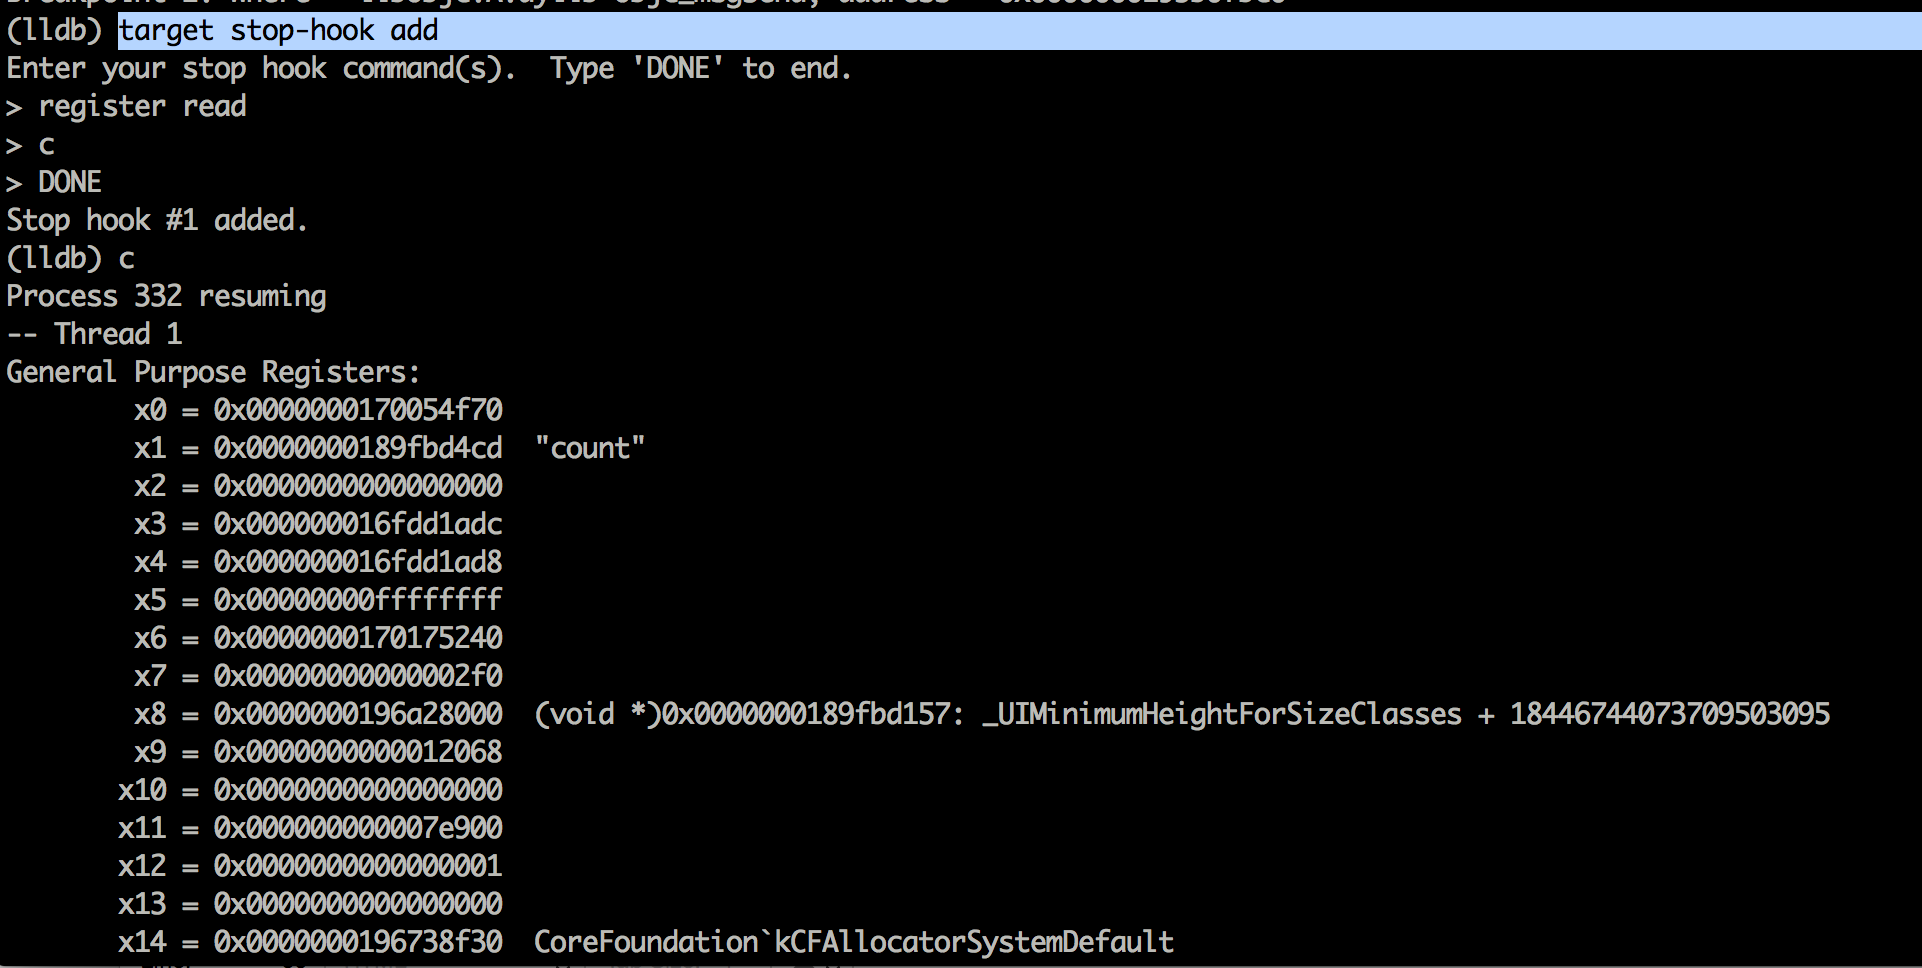 (lldb) target stop-hook add
Enter your stop hook command(s).  Type 'DONE' to end.
> register read
> c
> DONE
Stop hook #1 added.
(lldb) c
Process 332 resuming
-- Thread 1
General Purpose Registers:
x0 = 0x0000000170054f70
x1 = 0x0000000189fbd4cd  "count"
x2 = 0x0000000000000000
x3 = 0x000000016fdd1adc
x4 = 0x000000016fdd1ad8
x5 = 0x00000000ffffffff
x6 = 0x0000000170175240
x7 = 0x00000000000002f0
x8 = 0x0000000196a28000  (void *)0x0000000189fbd157: _UIMinimumHeightForSizeClasses + 18446744073709503095
x9 = 0x0000000000012068
x10 = 0x0000000000000000
x11 = 0x000000000007e900
x12 = 0x0000000000000001
x13 = 0x0000000000000000
x14 = 0x0000000196738f30  CoreFoundation`kCFAllocatorSystemDefault